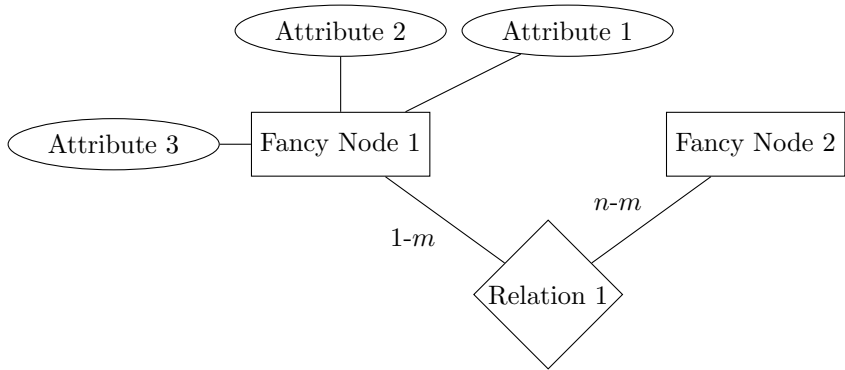 Attribute 2
Attribute 1
Attribute 3
Fancy Node 1
Fancy Node 2
1-m
n-m
Relation 1